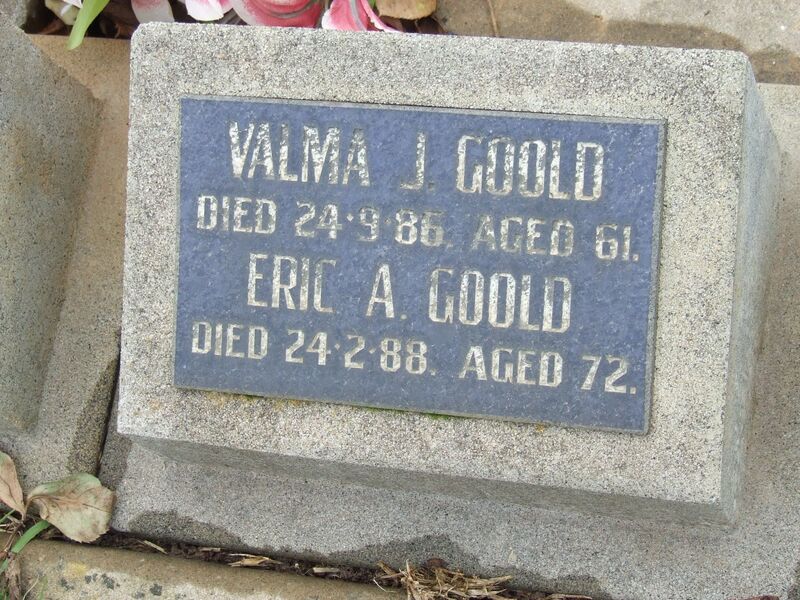 VALMA J. GOOLD
DIED 24·9·86. AGED 61.
ERIC A. GOOLD
DIED 24·2·88. AGED 72.